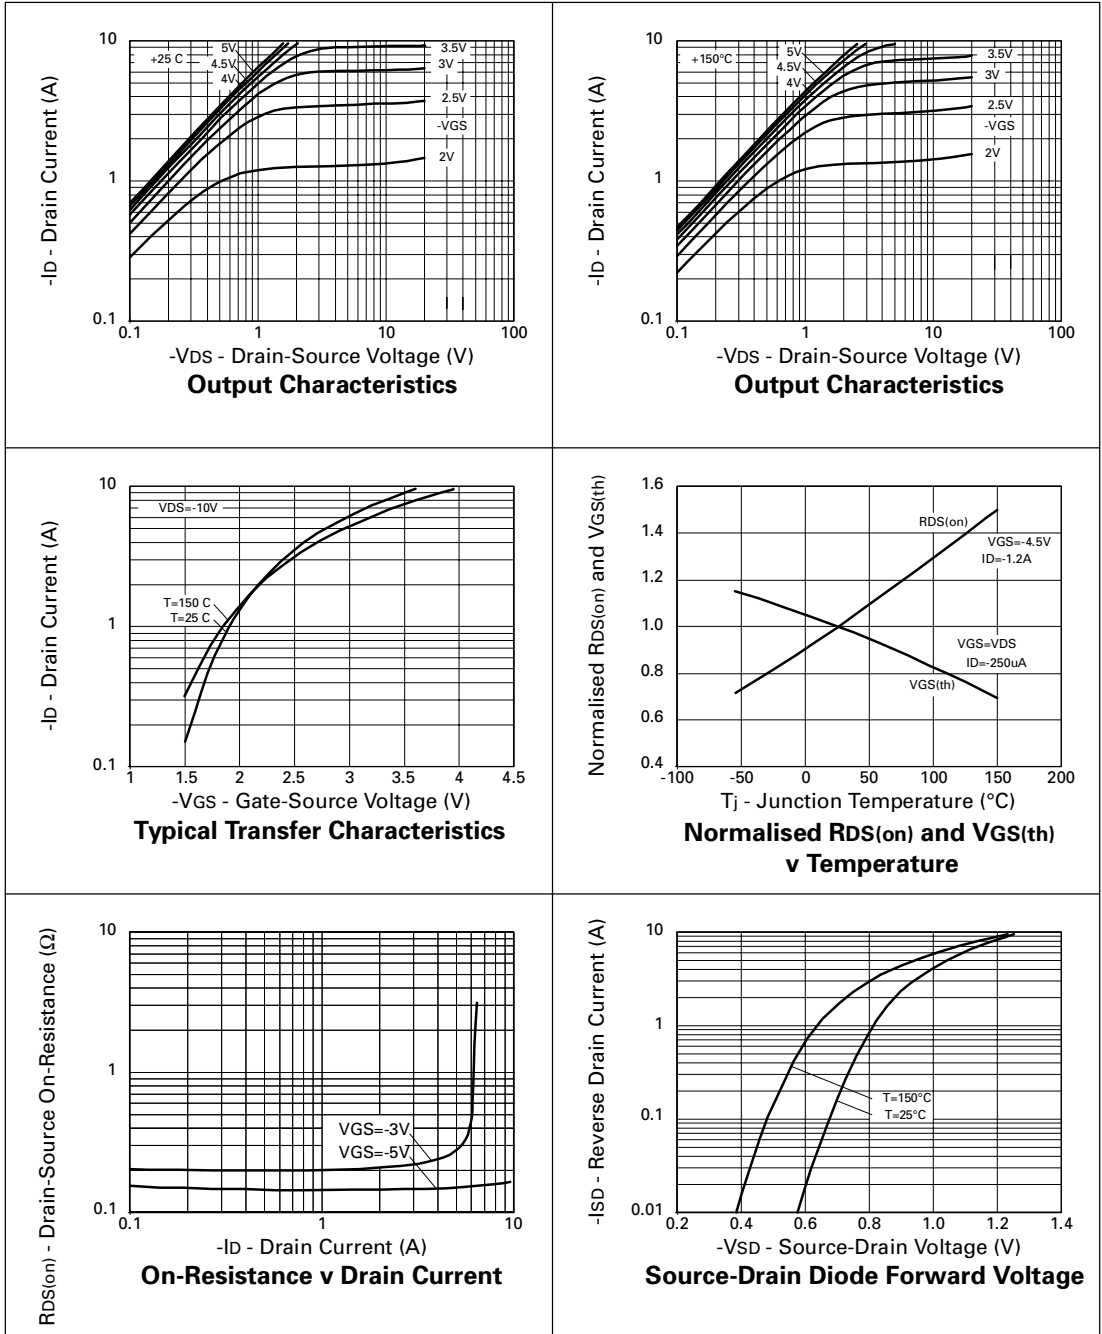 10
1
0.1
-ID - Drain Current (A)
+25 C
5V
4.5V
4V
3.5V
3V
2.5V
-VGS
2V
0.1
1
10
100
-VDS - Drain-Source Voltage (V)
Output Characteristics
10
1
0.1
-ID - Drain Current (A)
+150°C
5V
4.5V
4V
3.5V
3V
2.5V
-VGS
2V
0.1
1
10
100
-VDS - Drain-Source Voltage (V)
Output Characteristics
10
1
0.1
-ID - Drain Current (A)
VDS=-10V
T=150 C
T=25 C
1
1.5
2
2.5
3
3.5
4
4.5
-VGS - Gate-Source Voltage (V)
Typical Transfer Characteristics
1.6
1.4
1.2
1.0
0.8
0.6
0.4
Normalised RDS(on) and VGS(th)
RDS(on)
VGS=-4.5V
ID=-1.2A
VGS=VDS
ID=-250uA
VGS(th)
-100
-50
0
50
100
150
200
Tj - Junction Temperature (°C)
Normalised RDS(on) and VGS(th)
v Temperature
10
1
0.1
RDS(on) - Drain-Source On-Resistance (Ω)
VGS=-3V
VGS=-5V
0.1
1
10
-ID - Drain Current (A)
On-Resistance v Drain Current
10
1
0.1
0.01
-ISD - Reverse Drain Current (A)
T=150°C
T=25°C
0.2
0.4
0.6
0.8
1.0
1.2
1.4
-VSD - Source-Drain Voltage (V)
Source-Drain Diode Forward Voltage